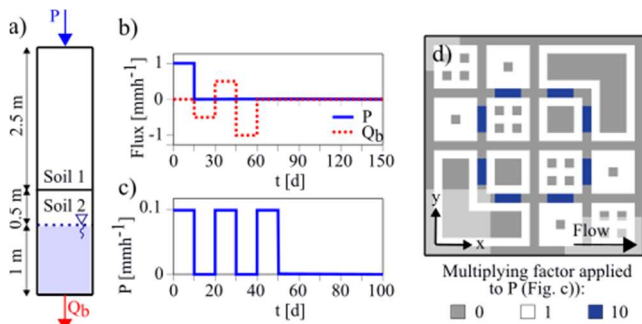 a)
P
2.5 m
Soil 1
0.5 m
Soil 2
1 m
Qb
b)
Flux [mmh⁻¹]
1
0
-1
P
Qb
0 30 60 90 120 150
t [d]
c)
P [mmh⁻¹]
0.1
0
0 20 40 60 80 100
t [d]
d)
y
x
Flow
Multiplying factor applied
to P (Fig. c)):
0 1 10